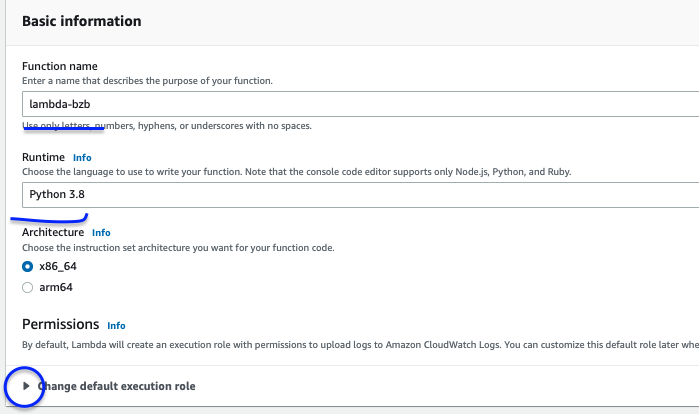 Basic information
Function name
Enter a name that describes the purpose of your function.
lambda-bzb
Use only letters, numbers, hyphens, or underscores with no spaces.
Runtime Info
Choose the language to use to write your function. Note that the console code editor supports only Node.js, Python, and Ruby.
Python 3.8
Architecture Info
Choose the instruction set architecture you want for your function code.
x86_64
arm64
Permissions Info
By default, Lambda will create an execution role with permissions to upload logs to Amazon CloudWatch Logs. You can customize this default role later whe
Change default execution role